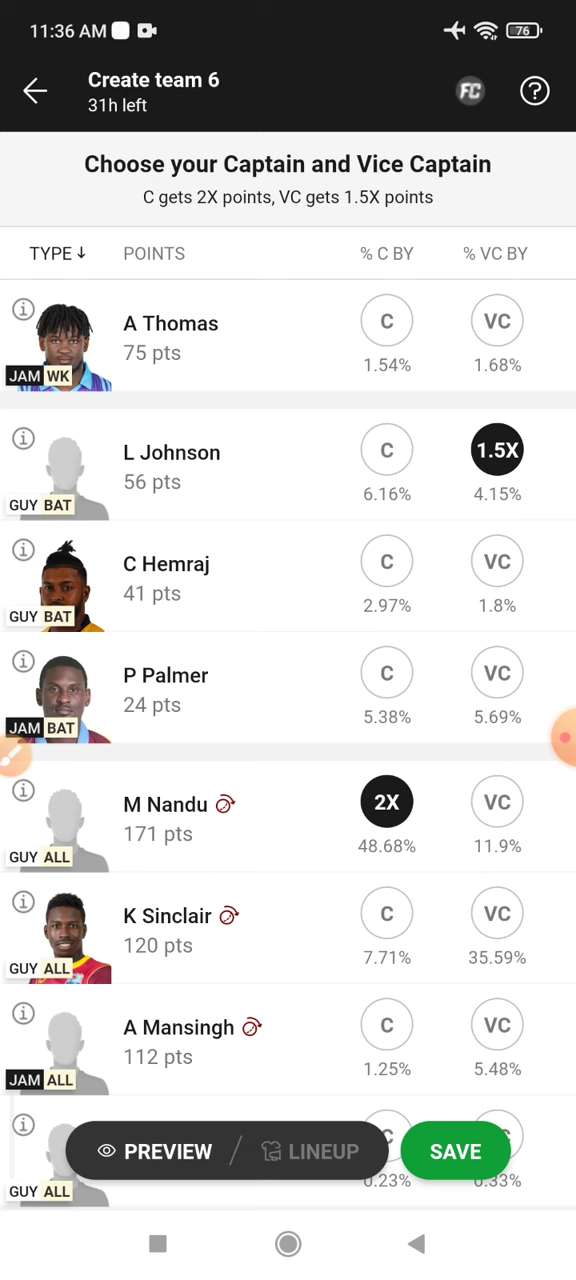 11:36 AM
76
Create team 6
31h left
FC
?
Choose your Captain and Vice Captain
C gets 2X points, VC gets 1.5X points
TYPE ↓ POINTS % C BY % VC BY
A Thomas
75 pts
C VC
1.54% 1.68%
JAM WK
L Johnson
56 pts
C 1.5X
6.16% 4.15%
GUY BAT
C Hemraj
41 pts
C VC
2.97% 1.8%
GUY BAT
P Palmer
24 pts
C VC
5.38% 5.69%
JAM BAT
M Nandu
171 pts
2X VC
48.68% 11.9%
GUY ALL
K Sinclair
120 pts
C VC
7.71% 35.59%
GUY ALL
A Mansingh
112 pts
C VC
1.25% 5.48%
JAM ALL
PREVIEW / LINEUP
SAVE
0.23% 0.33%
GUY ALL